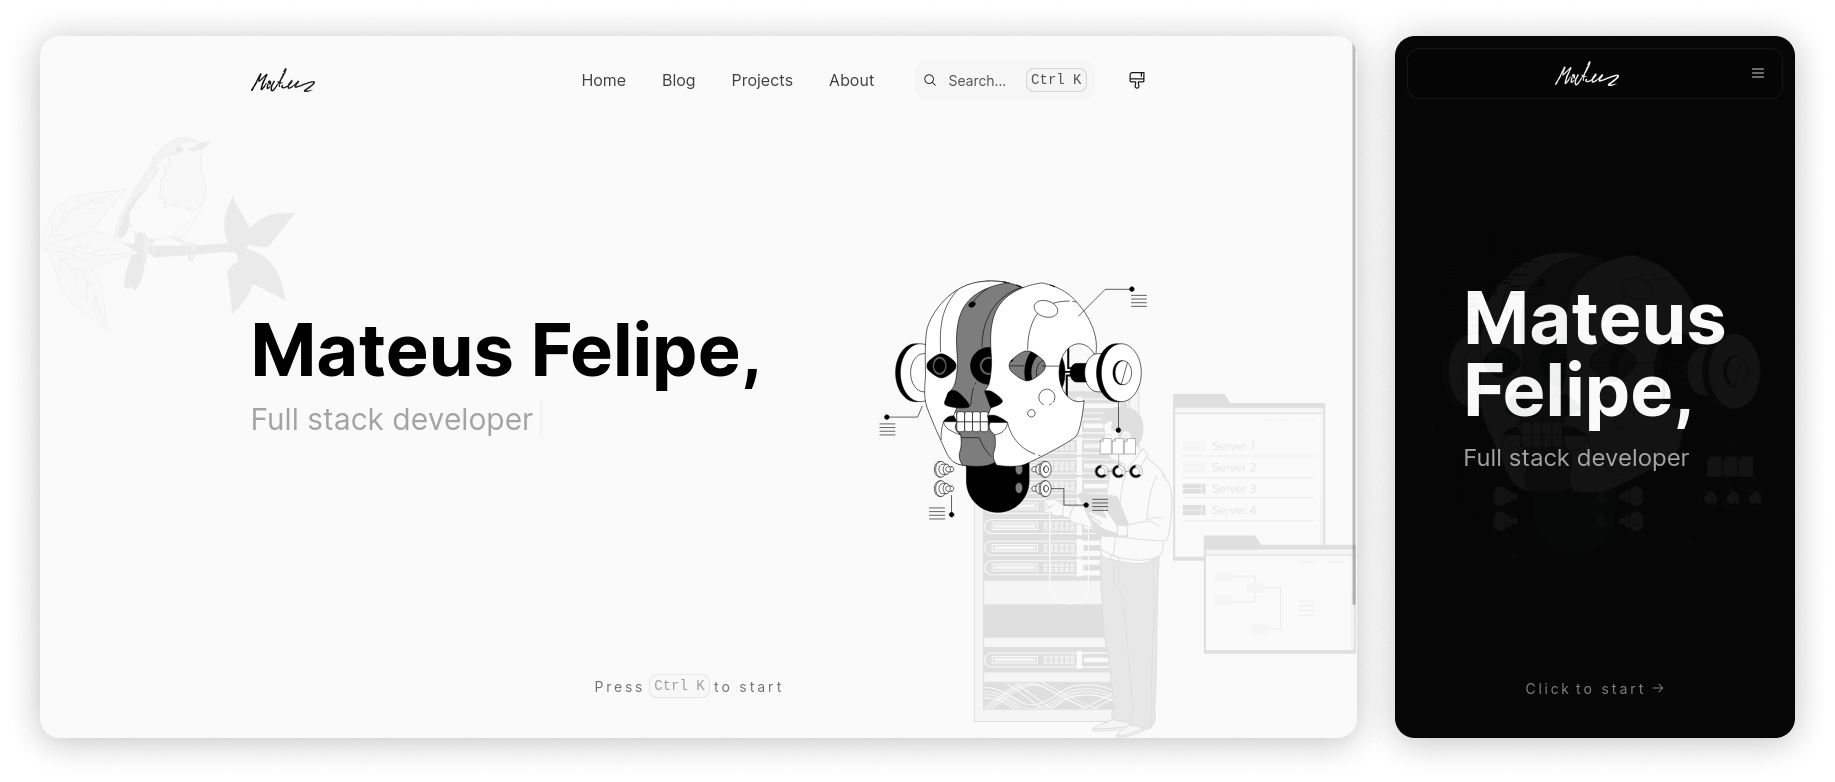 Mateus
Home Blog Projects About Search... Ctrl K
Mateus Felipe,
Full stack developer
Server 1
Server 2
Server 3
Server 4
Press Ctrl K to start
Mateus
Mateus
Felipe,
Full stack developer
Click to start →